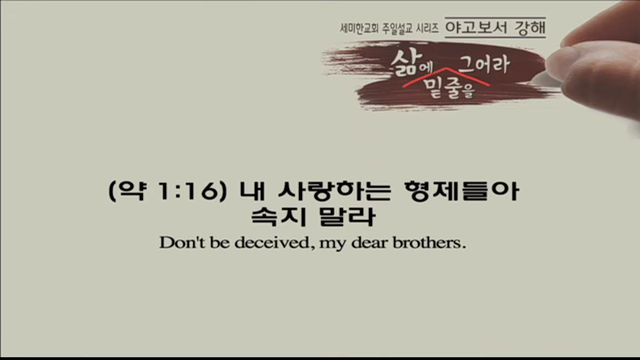 세미한교회 주일설교 시리즈 야고보서 강해
삶에 밑줄을 그어라
(약 1:16) 내 사랑하는 형제들아
속지 말라
Don't be deceived, my dear brothers.